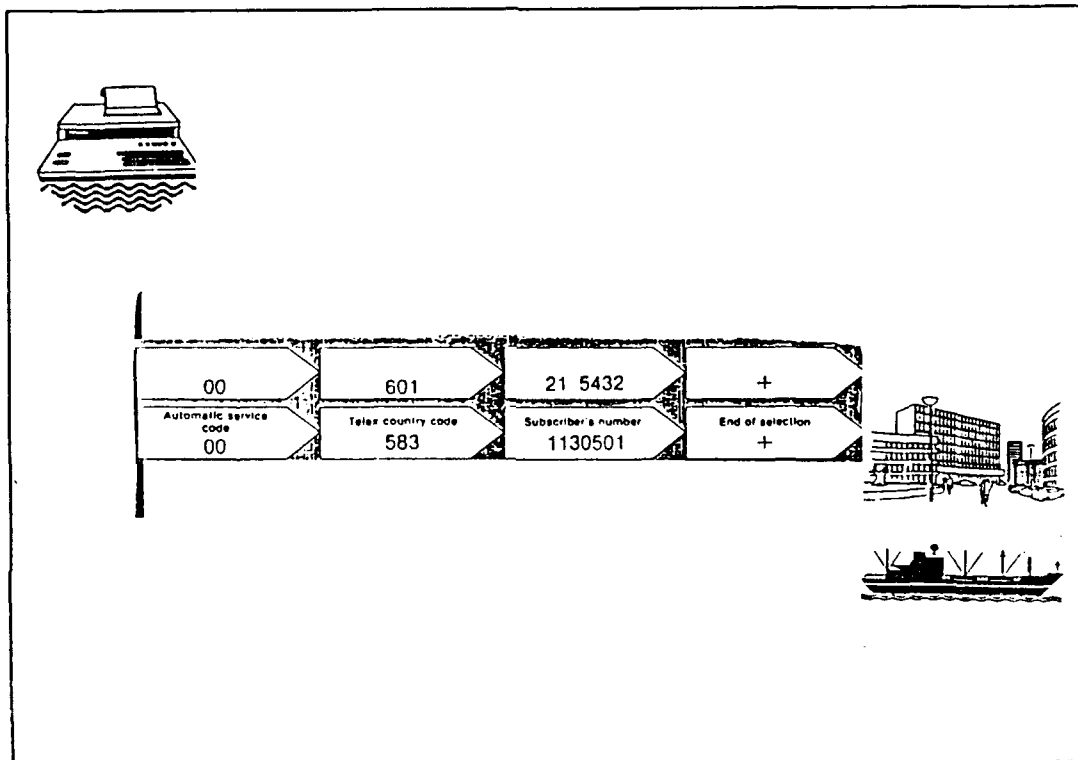 00 601 21 5432 +
Automatic service code Telex country code Subscriber's number End of selection
00 583 1130501 +